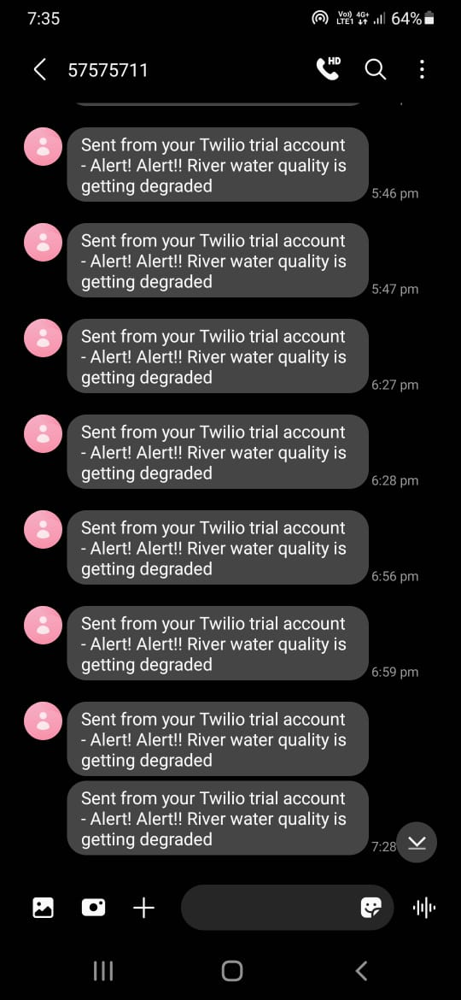 7:35
Vo)) LTE1 4G+ 64%
57575711
HD
Sent from your Twilio trial account
- Alert! Alert!! River water quality is
getting degraded
5:46 pm
Sent from your Twilio trial account
- Alert! Alert!! River water quality is
getting degraded
5:47 pm
Sent from your Twilio trial account
- Alert! Alert!! River water quality is
getting degraded
6:27 pm
Sent from your Twilio trial account
- Alert! Alert!! River water quality is
getting degraded
6:28 pm
Sent from your Twilio trial account
- Alert! Alert!! River water quality is
getting degraded
6:56 pm
Sent from your Twilio trial account
- Alert! Alert!! River water quality is
getting degraded
6:59 pm
Sent from your Twilio trial account
- Alert! Alert!! River water quality is
getting degraded
Sent from your Twilio trial account
- Alert! Alert!! River water quality is
getting degraded
7:28